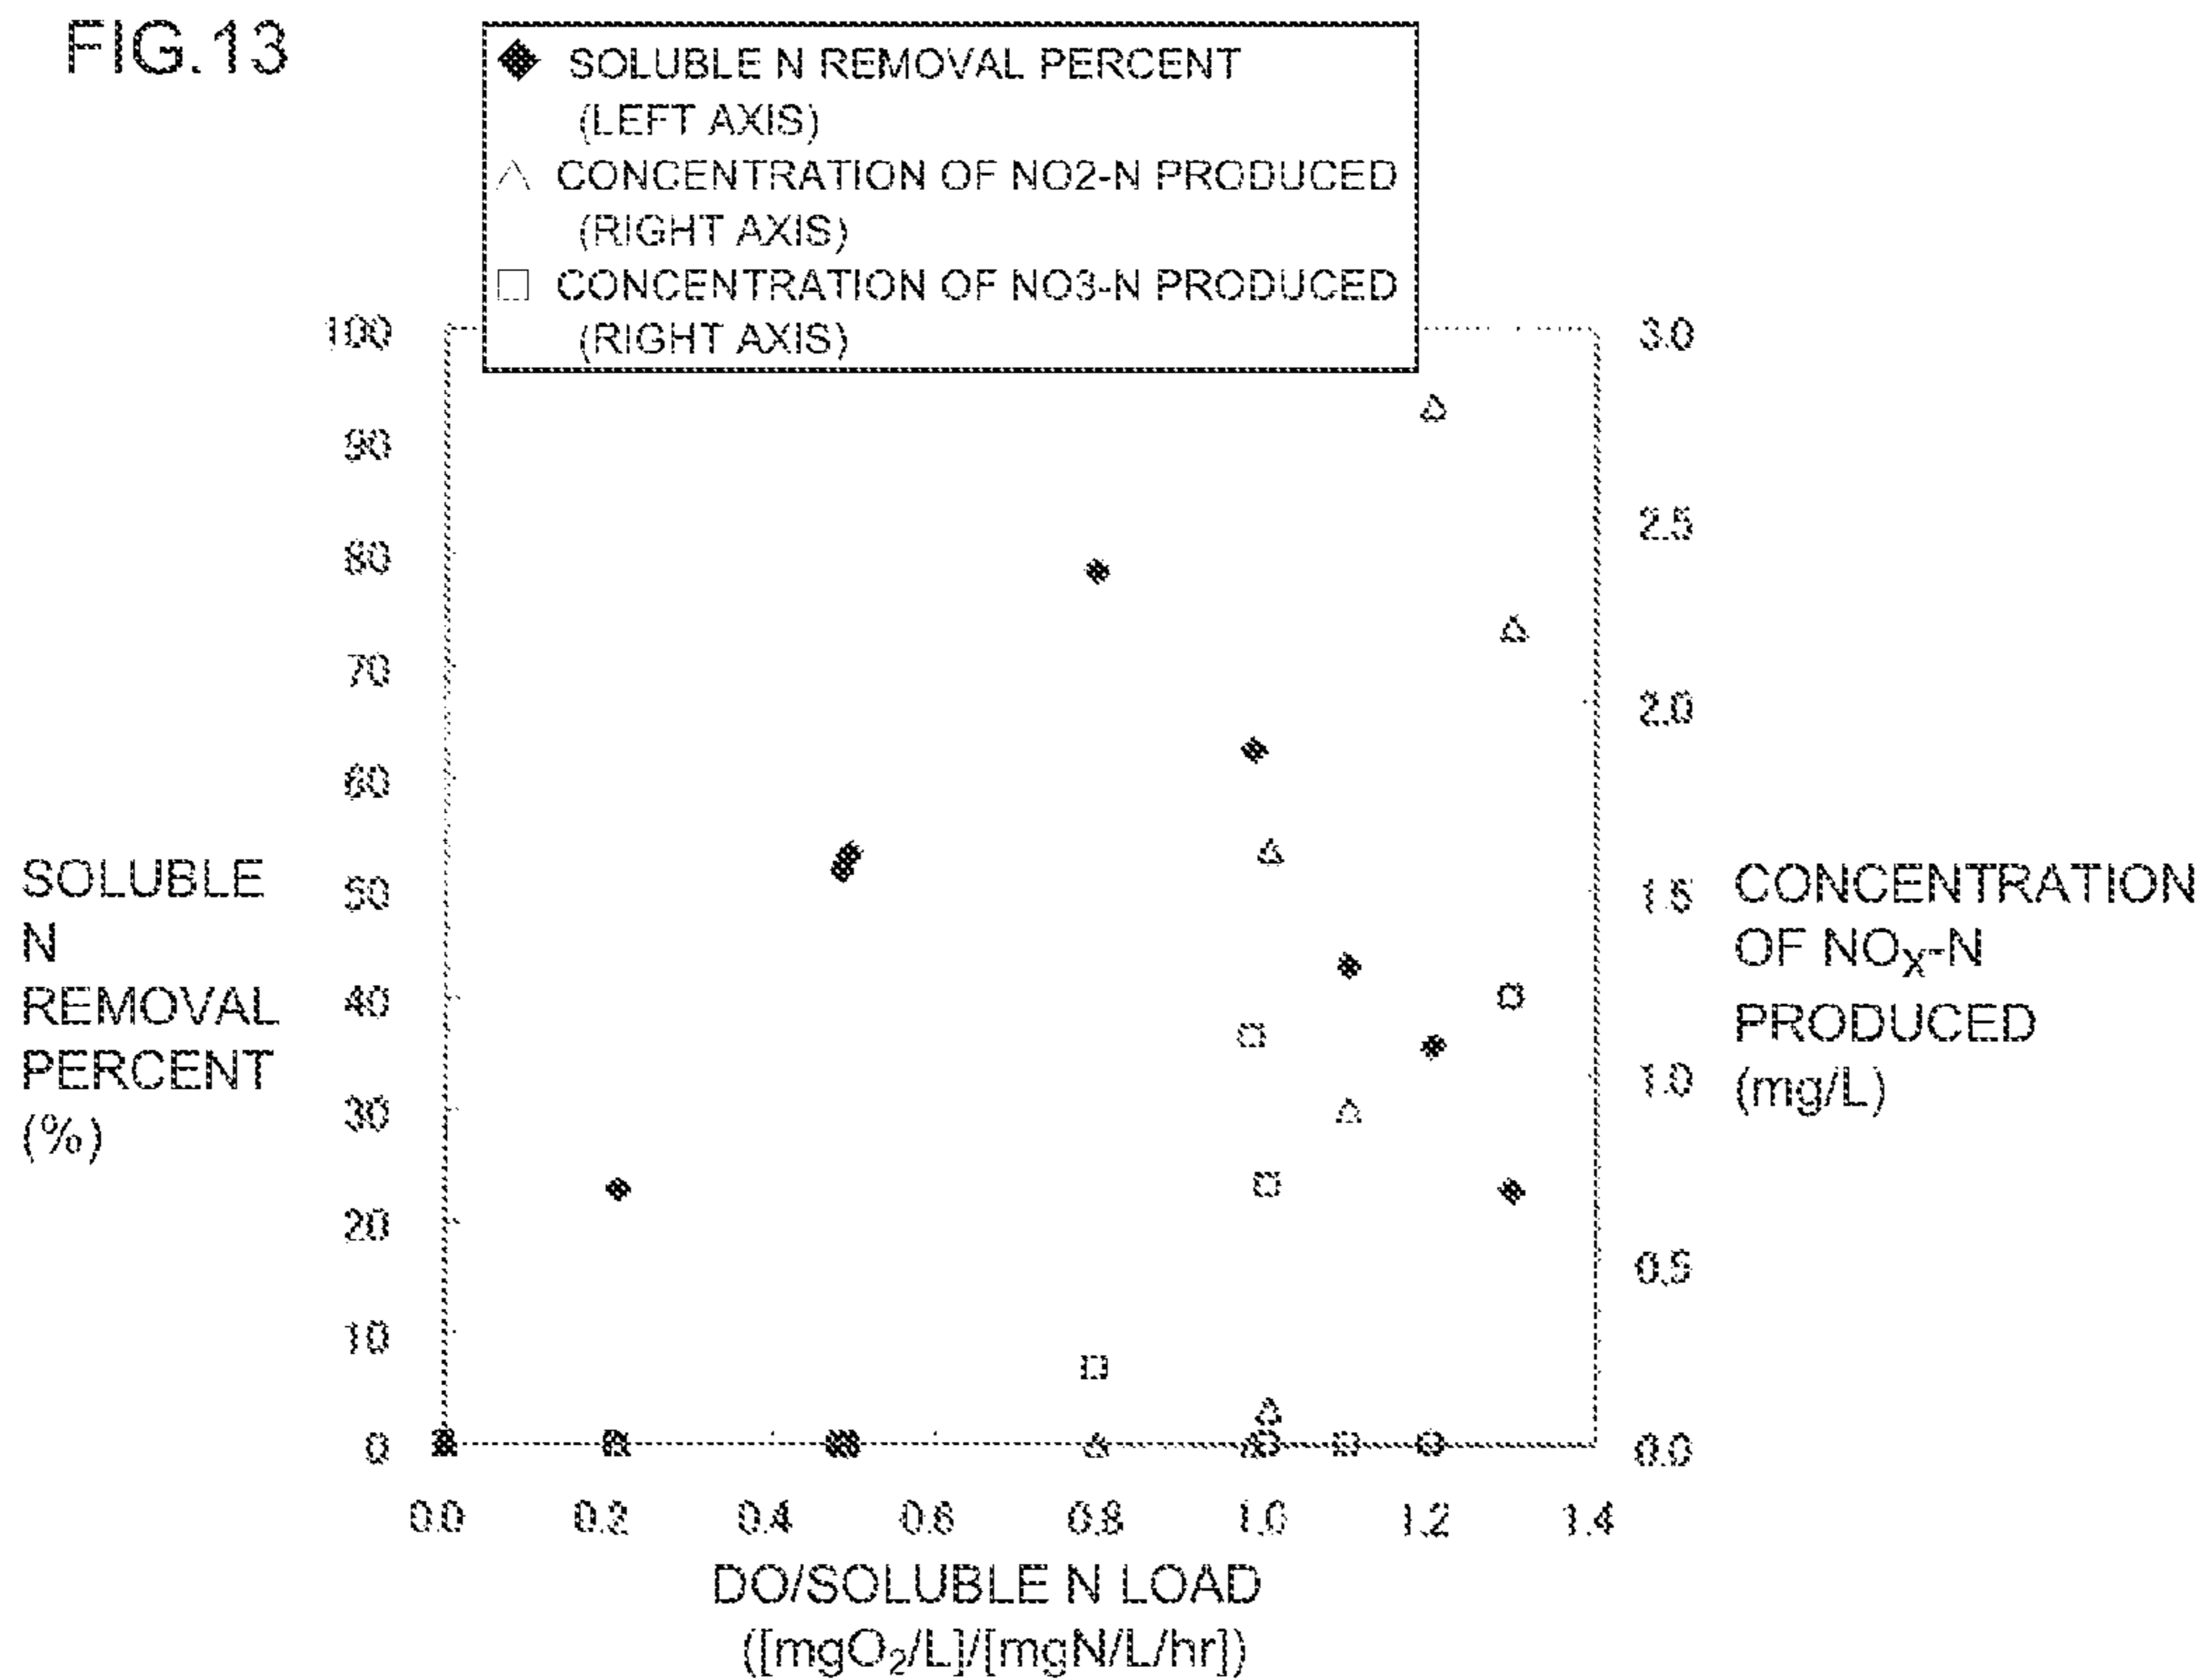 FIG.13
SOLUBLE N REMOVAL PERCENT
(LEFT AXIS)
CONCENTRATION OF NO2-N PRODUCED
(RIGHT AXIS)
CONCENTRATION OF NO3-N PRODUCED
(RIGHT AXIS)
100
90
80
70
60
50
40
30
20
10
0
SOLUBLE
N
REMOVAL
PERCENT
(%)
3.0
2.5
2.0
1.5
1.0
0.5
0.0
CONCENTRATION
OF NOX-N
PRODUCED
(mg/L)
0.0 0.2 0.4 0.6 0.8 1.0 1.2 1.4
DO/SOLUBLE N LOAD
([mgO₂/L]/[mgN/L/hr])